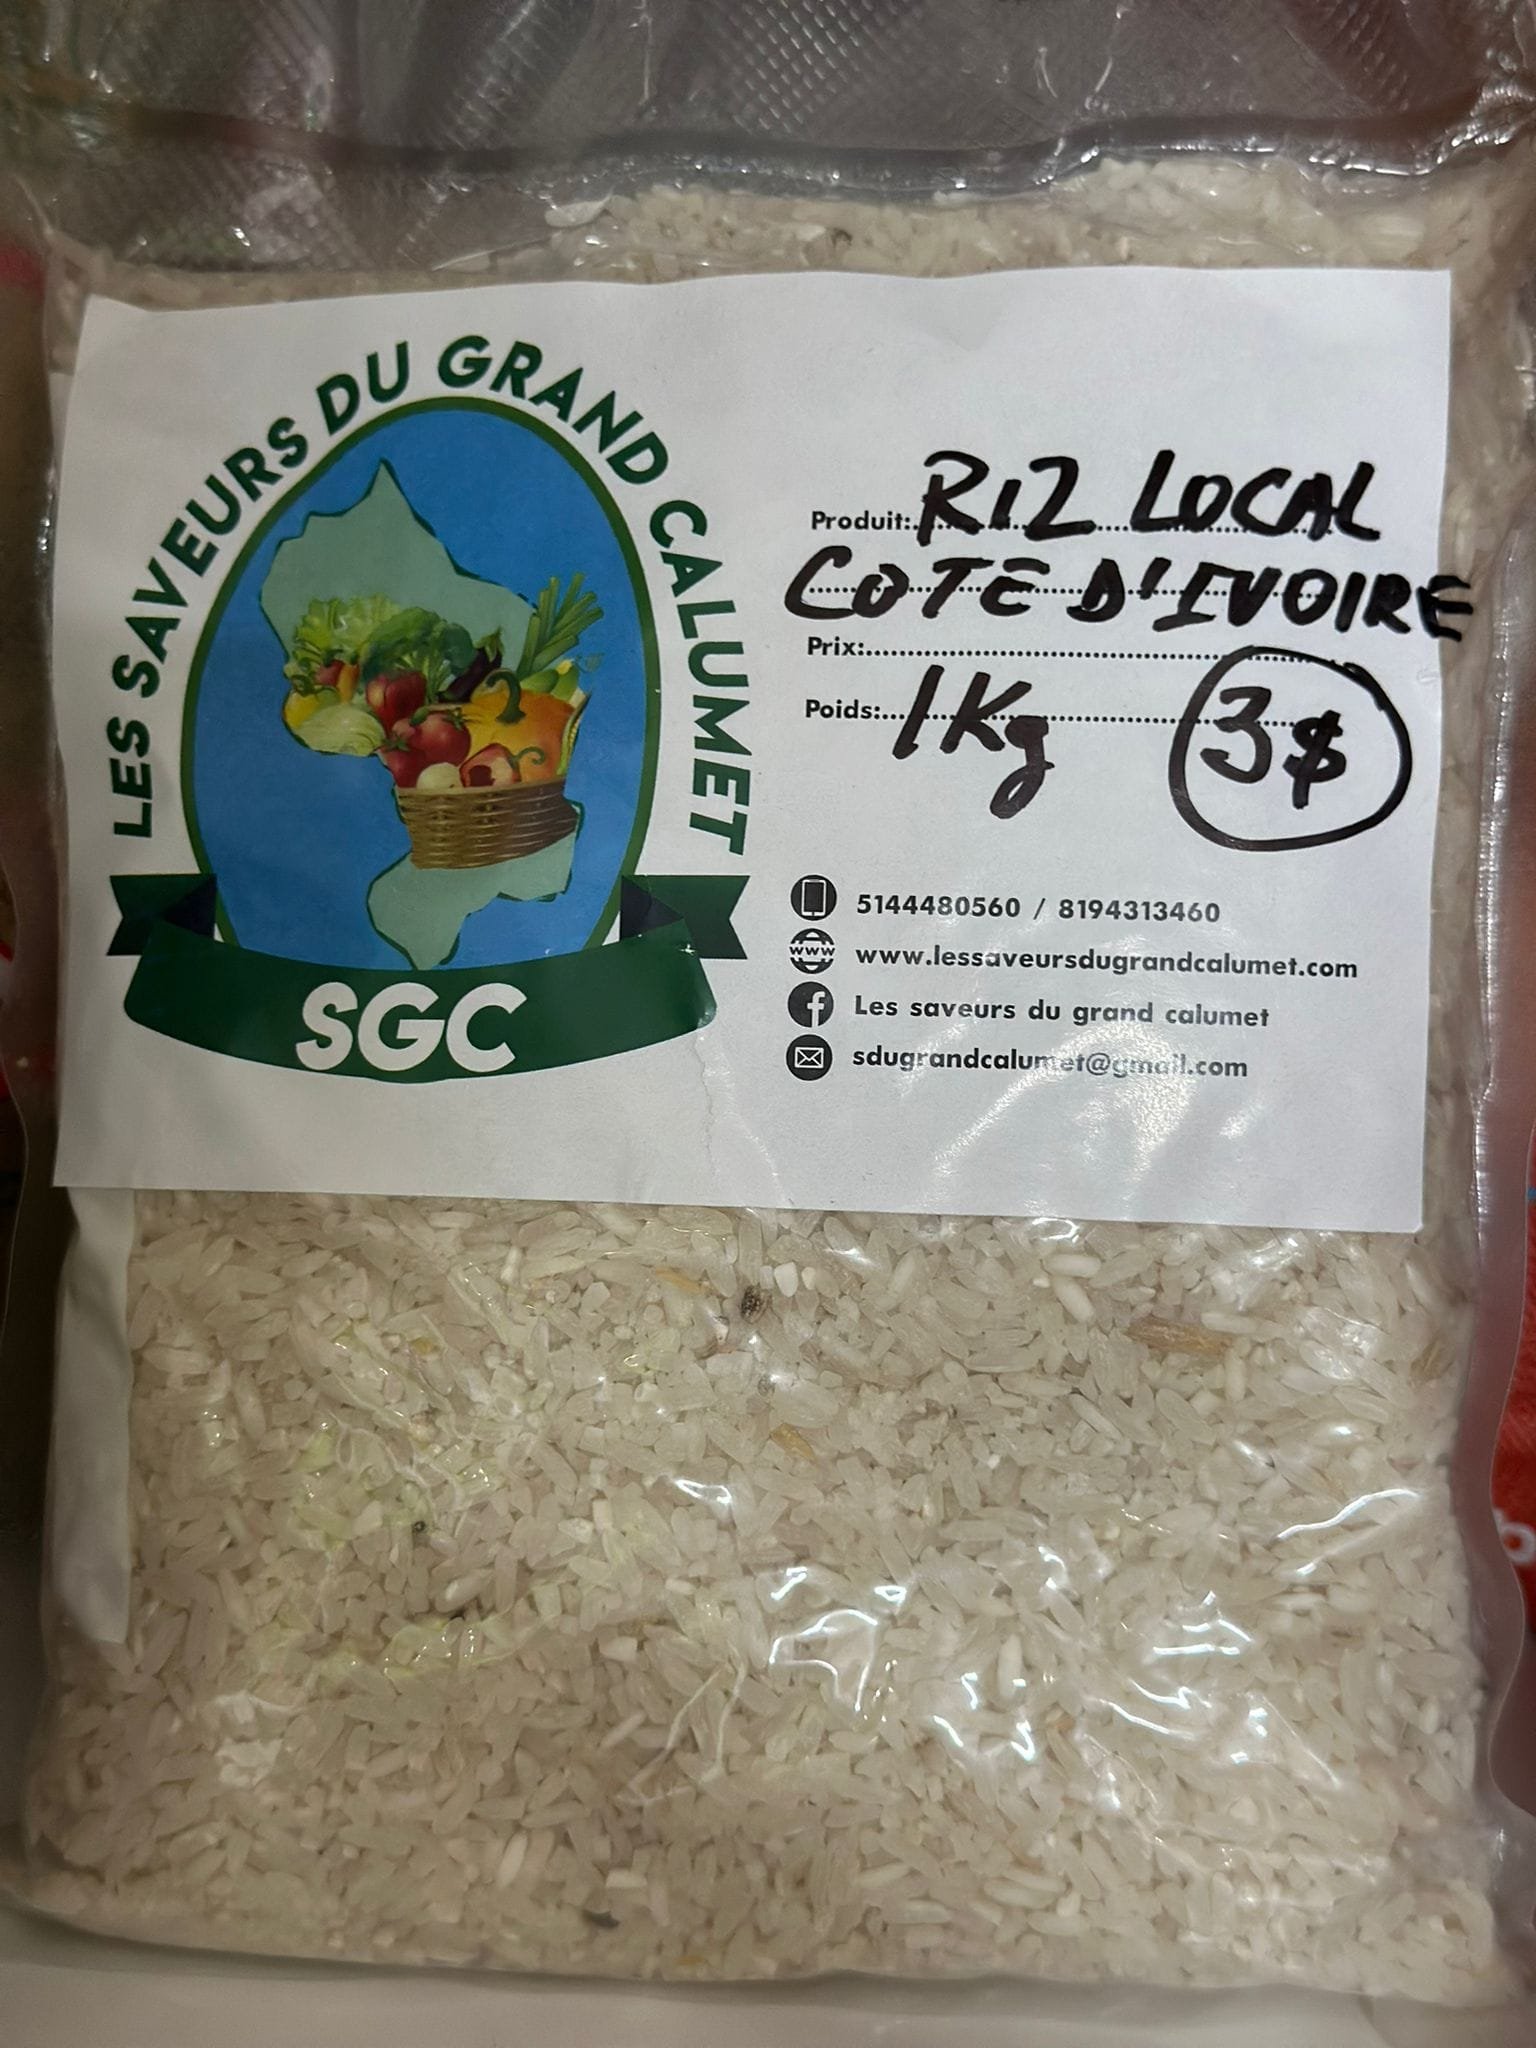 LES SAVEURS DU GRAND CALUMET
SGC
Produit: RIZ LOCAL
COTE D'IVOIRE
Prix:
Poids: 1Kg 3$
5144480560 / 8194313460
www
www.lessaveursdugrandcalumet.com
f
Les saveurs du grand calumet
sdugrandcalumet@gmail.com